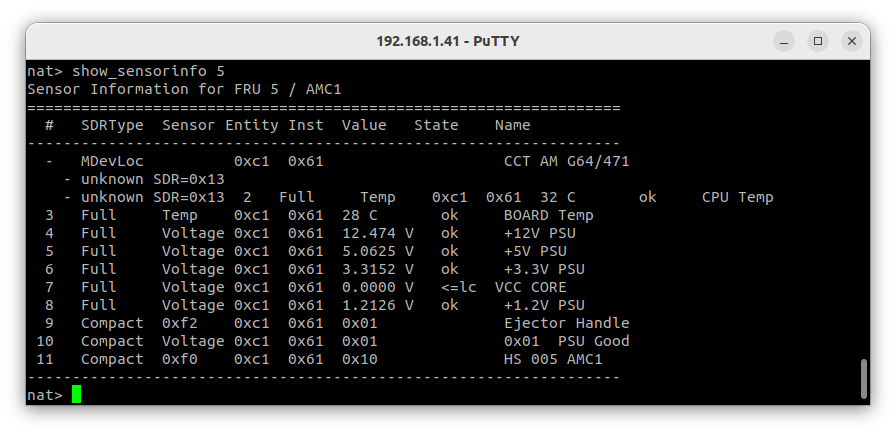 192.168.1.41 - PuTTY
nat> show_sensorinfo 5
Sensor Information for FRU 5 / AMC1
==================================================================
  #   SDRType  Sensor Entity Inst  Value   State    Name
------------------------------------------------------------------
  -   MDevLoc          0xc1  0x61                    CCT AM G64/471
    - unknown SDR=0x13
    - unknown SDR=0x13  2   Full     Temp    0xc1  0x61  32 C       ok     CPU Temp
  3   Full     Temp    0xc1  0x61  28 C       ok     BOARD Temp
  4   Full     Voltage 0xc1  0x61  12.474 V   ok     +12V PSU
  5   Full     Voltage 0xc1  0x61  5.0625 V   ok     +5V PSU
  6   Full     Voltage 0xc1  0x61  3.3152 V   ok     +3.3V PSU
  7   Full     Voltage 0xc1  0x61  0.0000 V   <=lc  VCC CORE
  8   Full     Voltage 0xc1  0x61  1.2126 V   ok     +1.2V PSU
  9   Compact  0xf2    0xc1  0x61  0x01              Ejector Handle
 10   Compact  Voltage 0xc1  0x61  0x01              0x01  PSU Good
 11   Compact  0xf0    0xc1  0x61  0x10              HS 005 AMC1
------------------------------------------------------------------
nat>